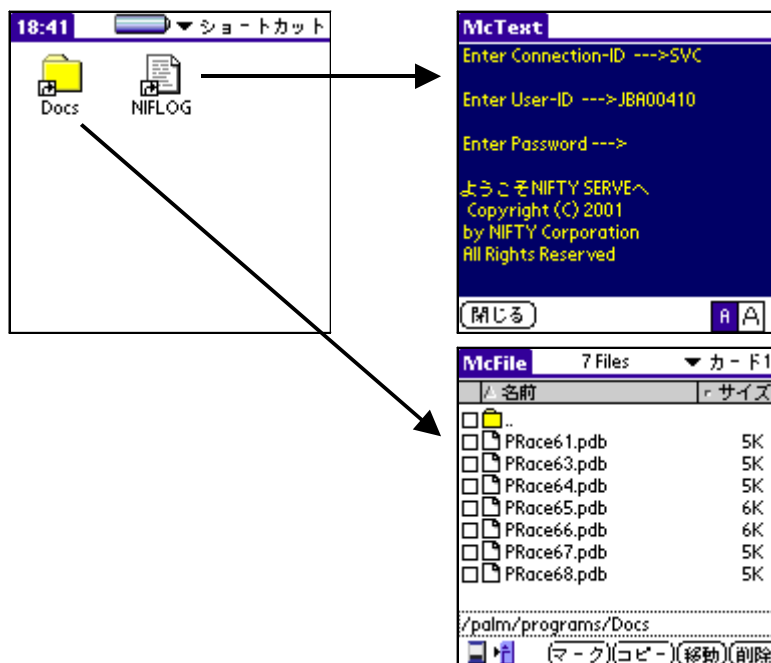 18:41 ▼ショートカット
Docs
NIFLOG
McText
Enter Connection-ID --->SVC
Enter User-ID --->JBA00410
Enter Password --->
ようこそNIFTY SERVEへ
Copyright (C) 2001
by NIFTY Corporation
All Rights Reserved
閉じる A A
McFile 7 Files ▼カード1
名前 サイズ
..
PRace61.pdb 5K
PRace63.pdb 5K
PRace64.pdb 5K
PRace65.pdb 6K
PRace66.pdb 6K
PRace67.pdb 5K
PRace68.pdb 5K
/palm/programs/Docs
マーク コピー 移動 削除